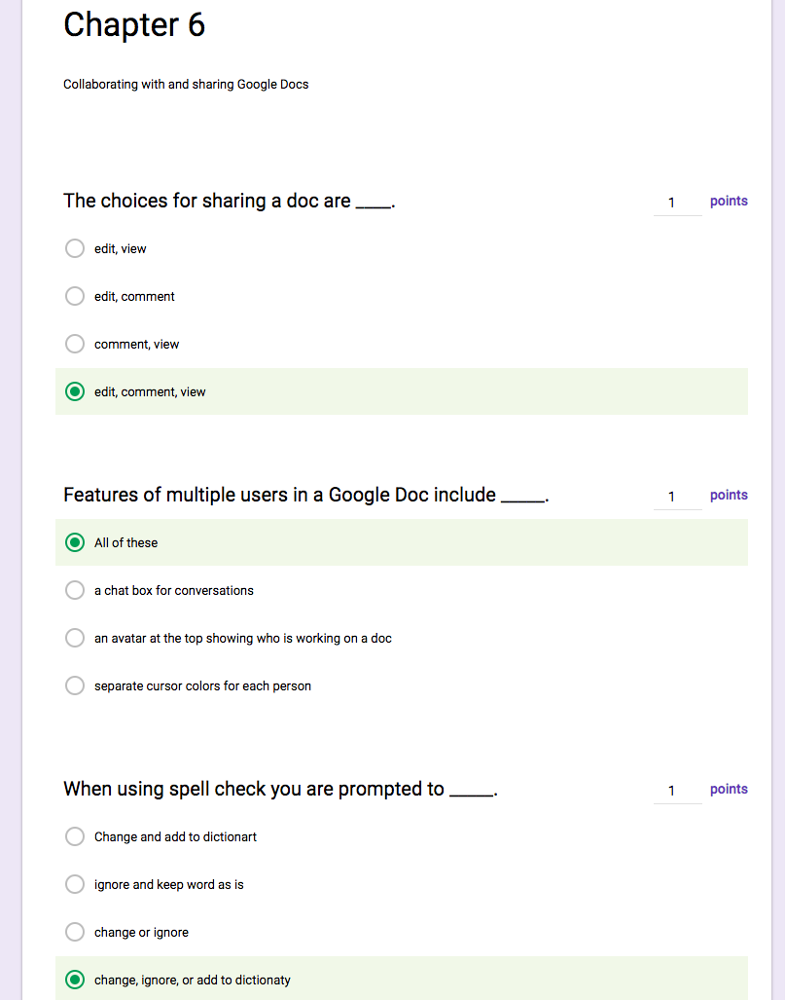 Chapter 6
Collaborating with and sharing Google Docs
The choices for sharing a doc are ____.
1 points
edit, view
edit, comment
comment, view
edit, comment, view
Features of multiple users in a Google Doc include _____.
1 points
All of these
a chat box for conversations
an avatar at the top showing who is working on a doc
separate cursor colors for each person
When using spell check you are prompted to _____.
1 points
Change and add to dictionart
ignore and keep word as is
change or ignore
change, ignore, or add to dictionaty